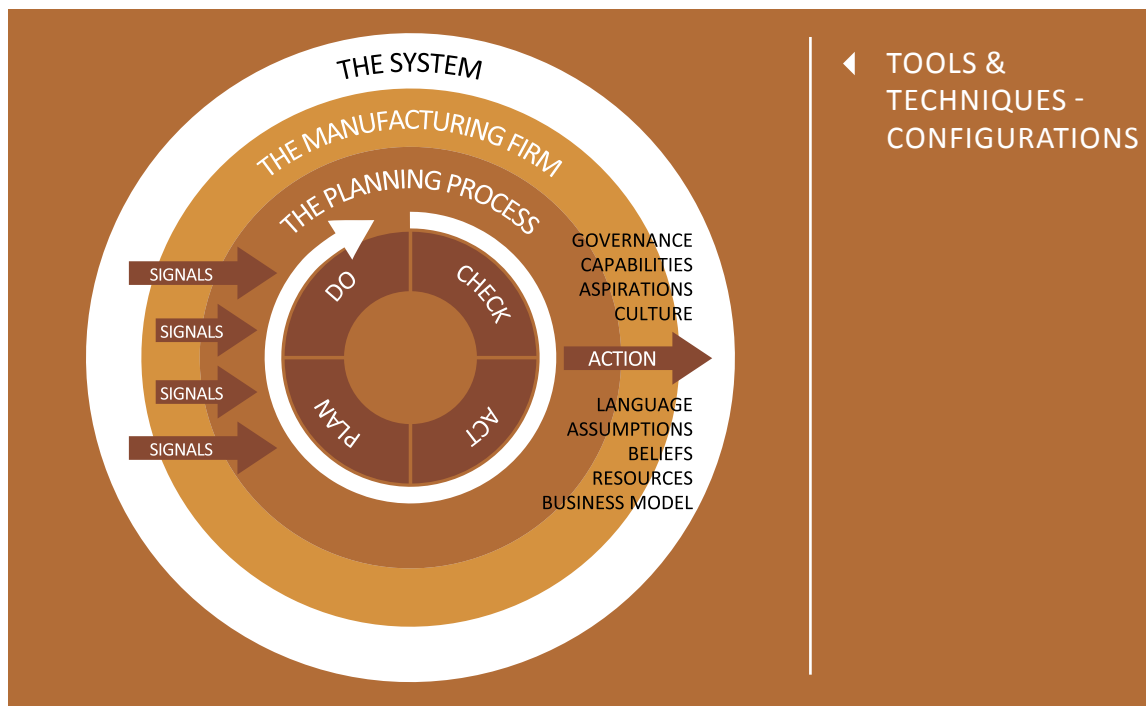 THE SYSTEM
THE MANUFACTURING FIRM
THE PLANNING PROCESS
SIGNALS
SIGNALS
SIGNALS
SIGNALS
DO
CHECK
PLAN
ACT
GOVERNANCE
CAPABILITIES
ASPIRATIONS
CULTURE
ACTION
LANGUAGE
ASSUMPTIONS
BELIEFS
RESOURCES
BUSINESS MODEL
TOOLS &
TECHNIQUES -
CONFIGURATIONS